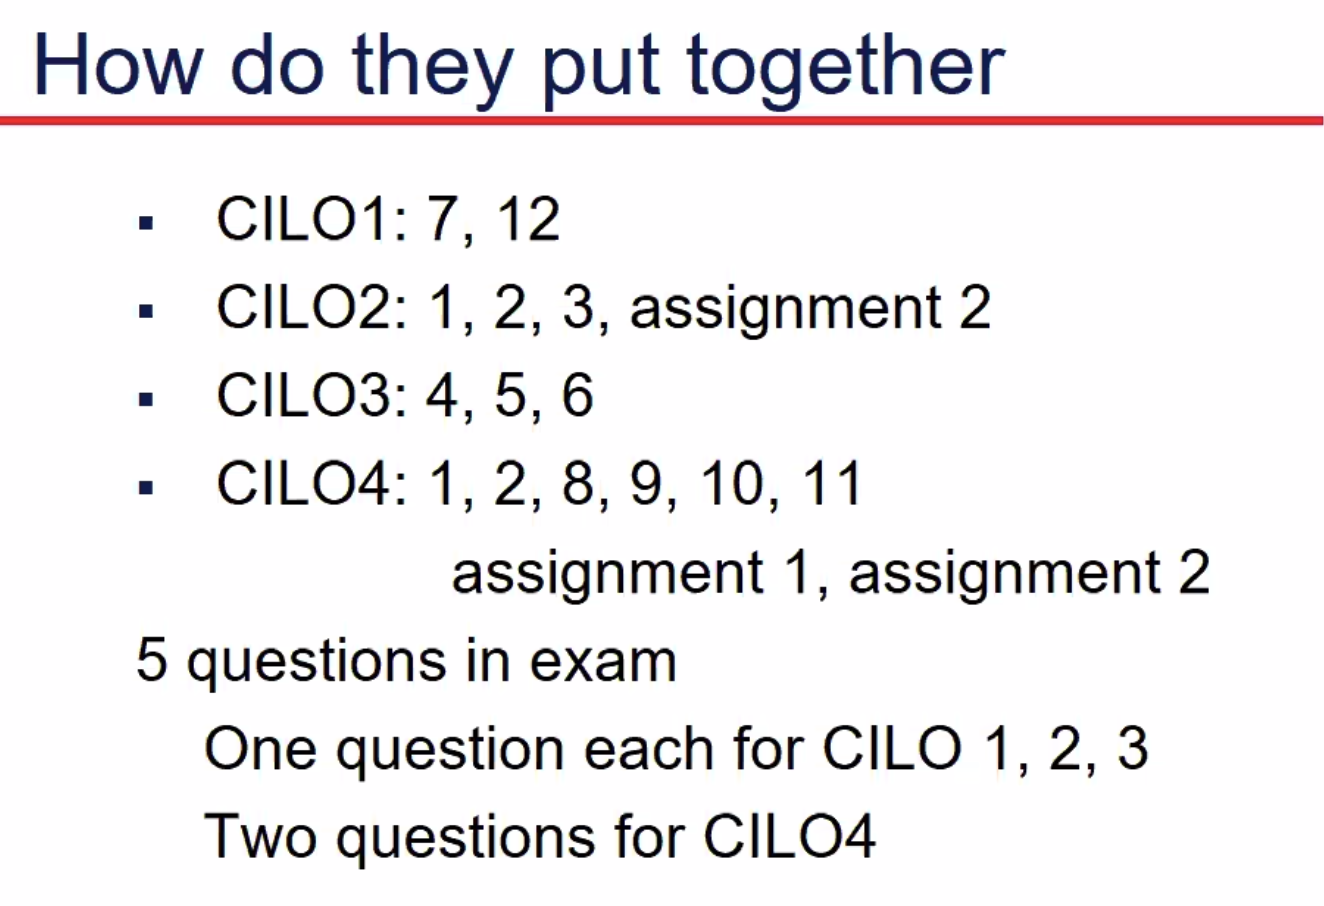 How do they put together
▪ CILO1: 7, 12
▪ CILO2: 1, 2, 3, assignment 2
▪ CILO3: 4, 5, 6
▪ CILO4: 1, 2, 8, 9, 10, 11
assignment 1, assignment 2
5 questions in exam
One question each for CILO 1, 2, 3
Two questions for CILO4